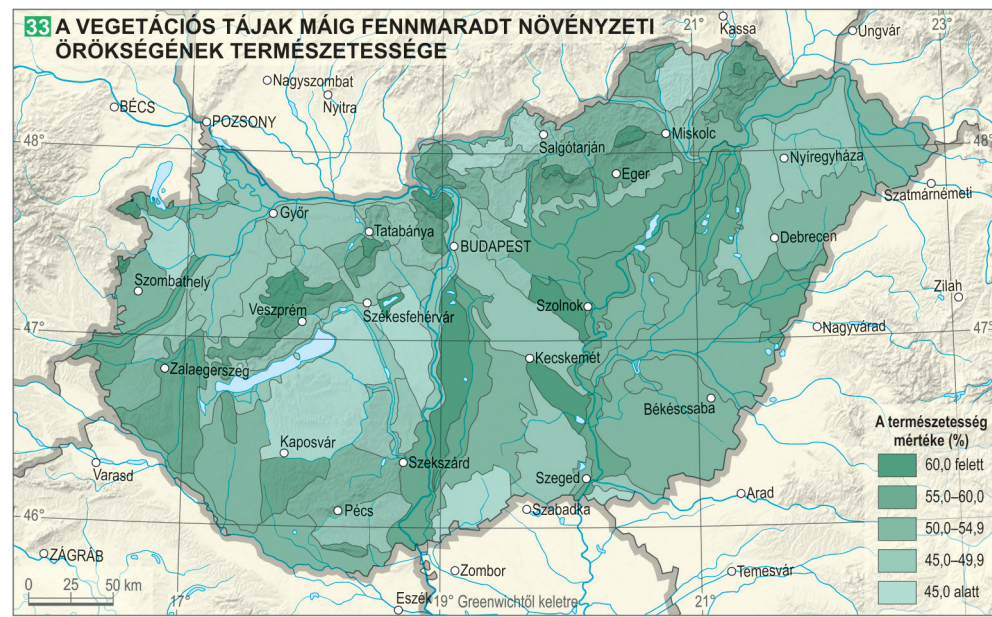 33 A VEGETÁCIÓS TÁJAK MÁIG FENNMARADT NÖVÉNYZETI
ÖRÖKSÉGÉNEK TERMÉSZETESSÉGE
21°
23°
Kassa
Ungvár
Nagyszombat
BÉCS
Nyitra
POZSONY
48°
Salgótarján
Miskolc
48°
Nyíregyháza
Eger
Szatmárnémeti
Győr
Tatabánya
BUDAPEST
Debrecen
Szombathely
Zilah
Veszprém
Székesfehérvár
Szolnok
47°
Nagyvárad
47°
Kecskemét
Zalaegerszeg
Békéscsaba
A természetesség
mértéke (%)
Kaposvár
Szekszárd
60,0 felett
Varasd
Szeged
Arad
55,0–60,0
46°
Pécs
Szabadka
50,0–54,9
ZÁGRÁB
45,0–49,9
Zombor
Temesvár
0 25 50 km
45,0 alatt
17°
Eszék
19° Greenwichtől keletre
21°